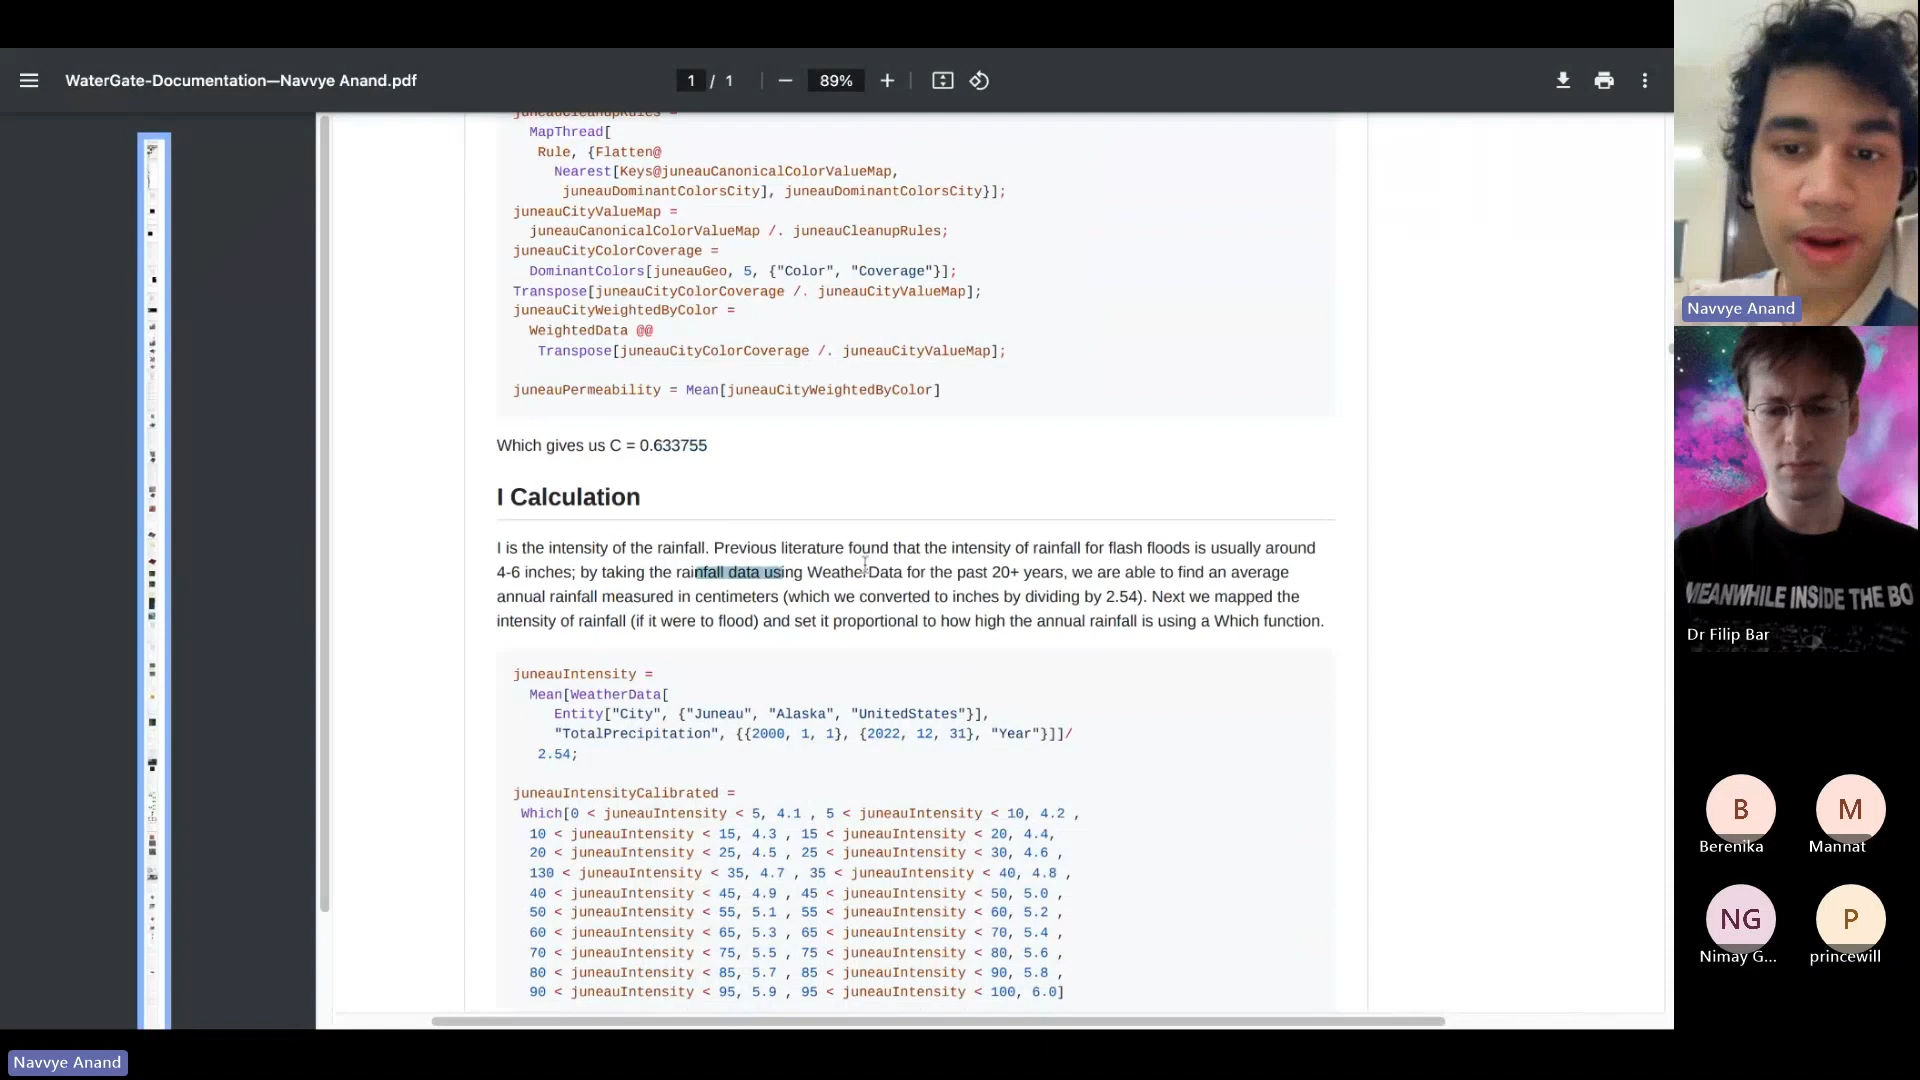 WaterGate-Documentation—Navvye Anand.pdf
1 / 1
89%
juneauCleanupRules =
MapThread[
Rule, {Flatten@
Nearest[Keys@juneauCanonicalColorValueMap,
juneauDominantColorsCity], juneauDominantColorsCity}];
juneauCityValueMap =
juneauCanonicalColorValueMap /. juneauCleanupRules;
juneauCityColorCoverage =
DominantColors[juneauGeo, 5, {"Color", "Coverage"}];
Transpose[juneauCityColorCoverage /. juneauCityValueMap];
juneauCityWeightedByColor =
WeightedData @@
Transpose[juneauCityColorCoverage /. juneauCityValueMap];
juneauPermeability = Mean[juneauCityWeightedByColor]
Which gives us C = 0.633755
I Calculation
I is the intensity of the rainfall. Previous literature found that the intensity of rainfall for flash floods is usually around
4-6 inches; by taking the rainfall data using WeatherData for the past 20+ years, we are able to find an average
annual rainfall measured in centimeters (which we converted to inches by dividing by 2.54). Next we mapped the
intensity of rainfall (if it were to flood) and set it proportional to how high the annual rainfall is using a Which function.
juneauIntensity =
Mean[WeatherData[
Entity["City", {"Juneau", "Alaska", "UnitedStates"}],
"TotalPrecipitation", {{2000, 1, 1}, {2022, 12, 31}, "Year"}]]/
2.54;
juneauIntensityCalibrated =
Which[0 < juneauIntensity < 5, 4.1 , 5 < juneauIntensity < 10, 4.2 ,
10 < juneauIntensity < 15, 4.3 , 15 < juneauIntensity < 20, 4.4,
20 < juneauIntensity < 25, 4.5 , 25 < juneauIntensity < 30, 4.6 ,
130 < juneauIntensity < 35, 4.7 , 35 < juneauIntensity < 40, 4.8 ,
40 < juneauIntensity < 45, 4.9 , 45 < juneauIntensity < 50, 5.0 ,
50 < juneauIntensity < 55, 5.1 , 55 < juneauIntensity < 60, 5.2 ,
60 < juneauIntensity < 65, 5.3 , 65 < juneauIntensity < 70, 5.4 ,
70 < juneauIntensity < 75, 5.5 , 75 < juneauIntensity < 80, 5.6 ,
80 < juneauIntensity < 85, 5.7 , 85 < juneauIntensity < 90, 5.8 ,
90 < juneauIntensity < 95, 5.9 , 95 < juneauIntensity < 100, 6.0]
Navvye Anand
MEANWHILE INSIDE THE BO
Dr Filip Bar
B
Berenika
M
Mannat
NG
Nimay G...
P
princewill
Navvye Anand